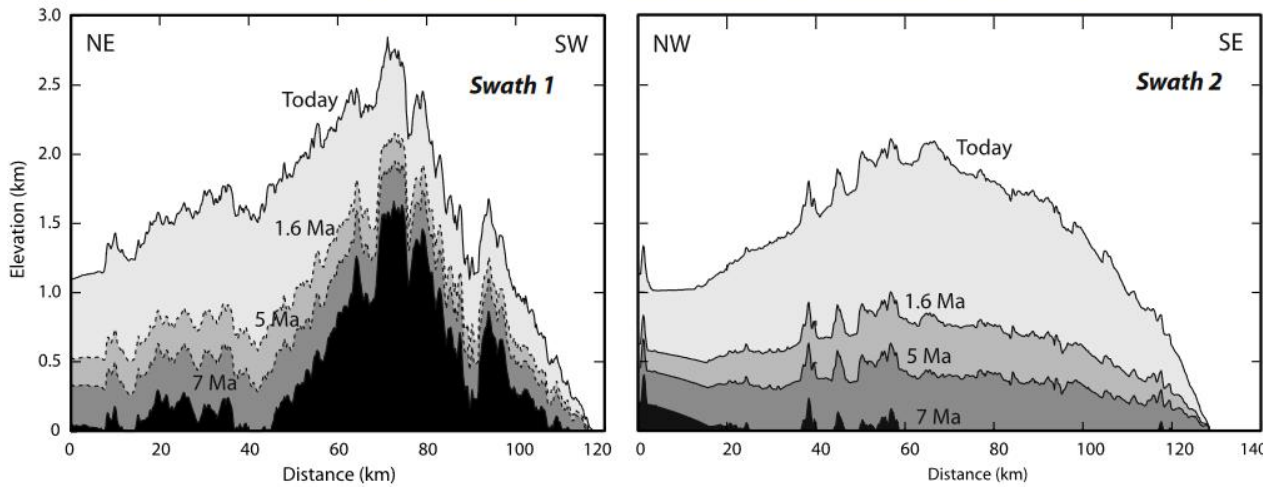 3.0
NE
SW
Swath 1
2.5
Today
2.0
1.5
1.6 Ma
1.0
5 Ma
0.5
7 Ma
0
0
20
40
60
80
100
120
Elevation (km)
Distance (km)
NW
SE
Swath 2
Today
1.6 Ma
5 Ma
7 Ma
0
20
40
60
80
100
120
140
Distance (km)